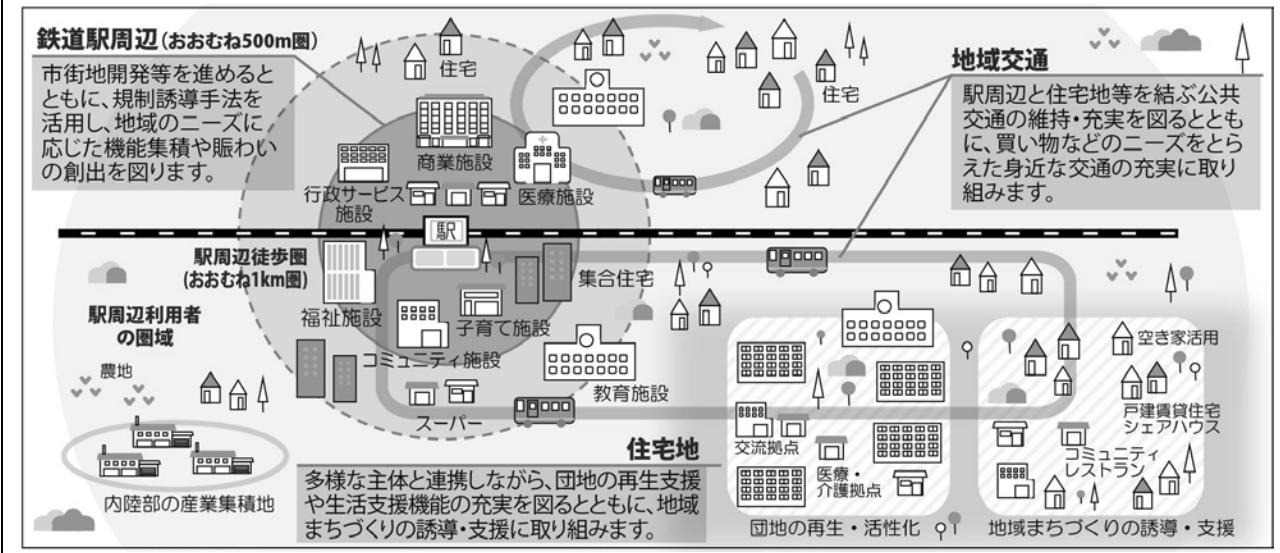 鉄道駅周辺(おおむね500m圏)
市街地開発等を進めると
ともに、規制誘導手法を
活用し、地域のニーズに
応じた機能集積や賑わい
の創出を図ります。
住宅
商業施設
行政サービス
施設
医療施設
駅
住宅
地域交通
駅周辺と住宅地等を結ぶ公共
交通の維持・充実を図るととも
に、買い物などのニーズをとら
えた身近な交通の充実に取り
組みます。
駅周辺徒歩圏
(おおむね1km圏)
駅周辺利用者
の圏域
農地
内陸部の産業集積地
福祉施設
子育て施設
集合住宅
コミュニティ施設
スーパー
教育施設
住宅地
多様な主体と連携しながら、団地の再生支援
や生活支援機能の充実を図るとともに、地域
まちづくりの誘導・支援に取り組みます。
交流拠点
医療・
介護拠点
団地の再生・活性化
空き家活用
戸建賃貸住宅
シェアハウス
コミュニティ
レストラン
地域まちづくりの誘導・支援